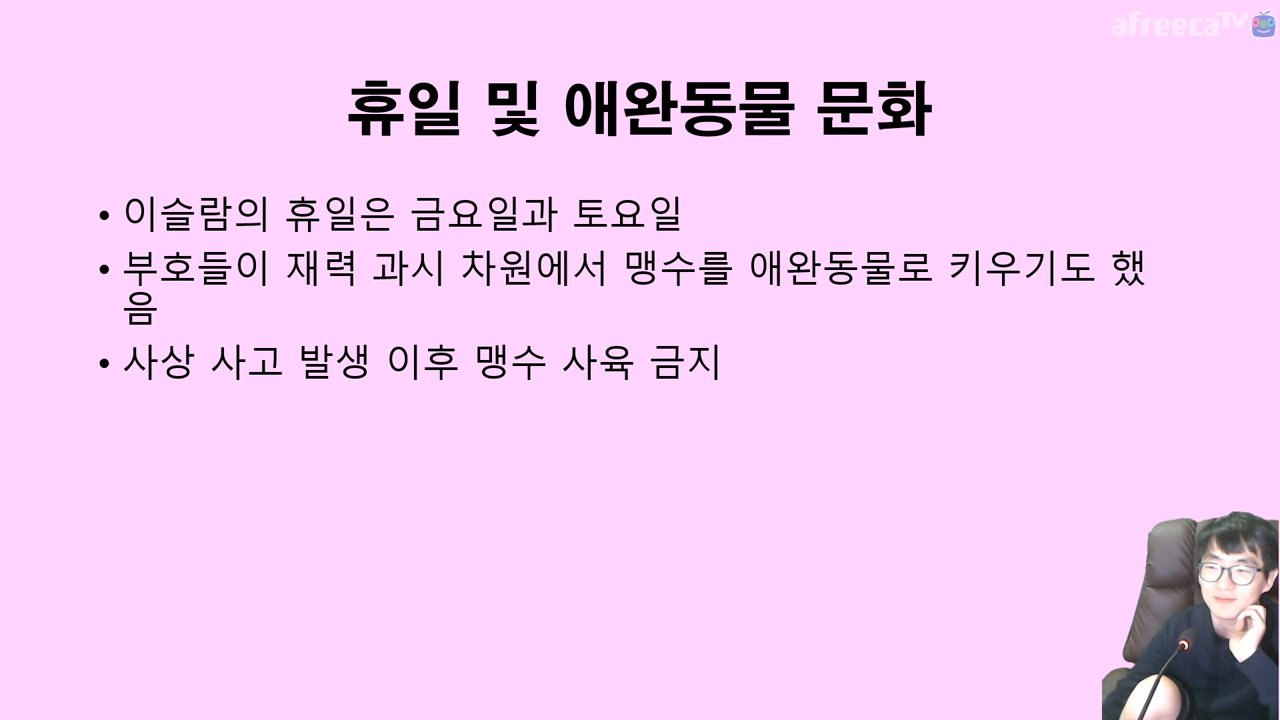 afreecaTV
휴일 및 애완동물 문화
• 이슬람의 휴일은 금요일과 토요일
• 부호들이 재력 과시 차원에서 맹수를 애완동물로 키우기도 했
음
• 사상 사고 발생 이후 맹수 사육 금지